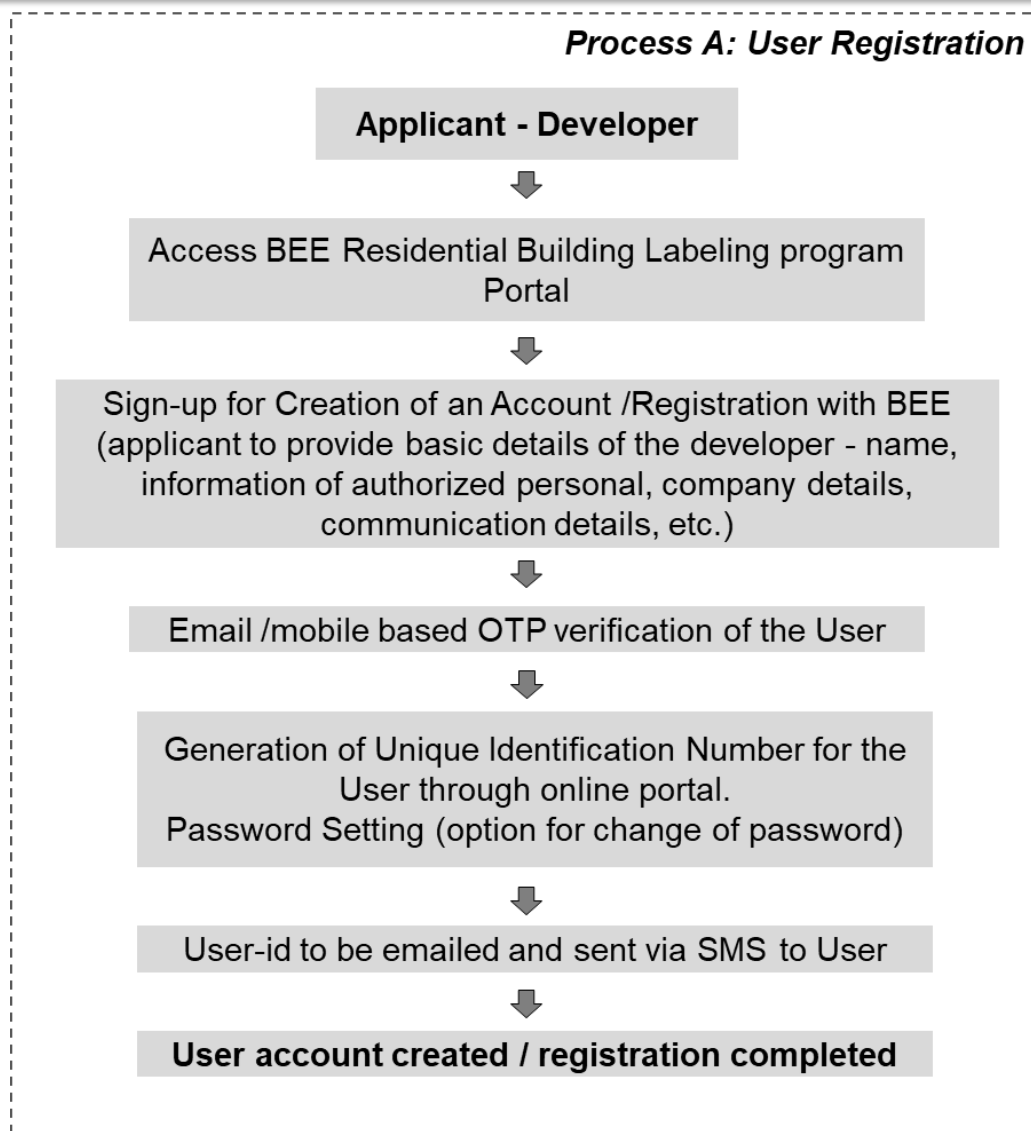 Process A: User Registration
Applicant - Developer
Access BEE Residential Building Labeling program
Portal
Sign-up for Creation of an Account /Registration with BEE
(applicant to provide basic details of the developer - name,
information of authorized personal, company details,
communication details, etc.)
Email /mobile based OTP verification of the User
Generation of Unique Identification Number for the
User through online portal.
Password Setting (option for change of password)
User-id to be emailed and sent via SMS to User
User account created / registration completed